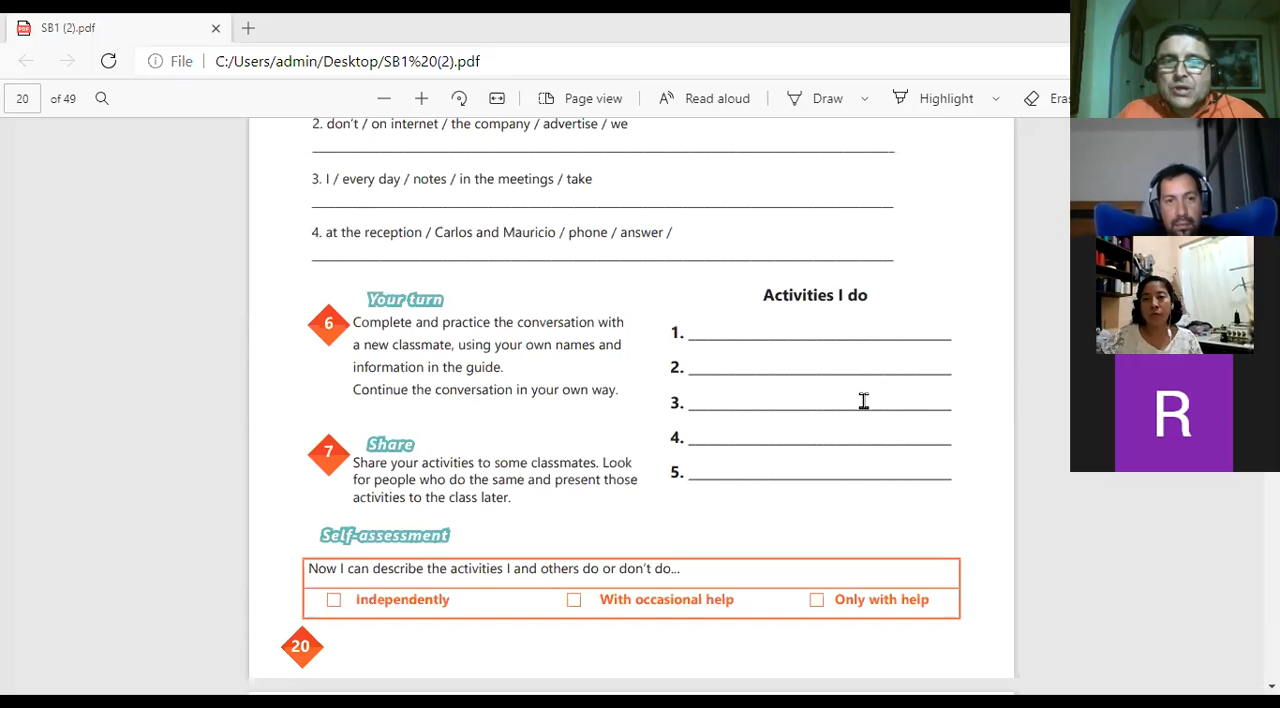 SB1 (2).pdf
File
C:/Users/admin/Desktop/SB1%20(2).pdf
20 of 49
Page view
Read aloud
Draw
Highlight
Eras
2. don't / on internet / the company / advertise / we
3. I / every day / notes / in the meetings / take
4. at the reception / Carlos and Mauricio / phone / answer /
6
Your turn
Complete and practice the conversation with
a new classmate, using your own names and
information in the guide.
Continue the conversation in your own way.
7
Share
Share your activities to some classmates. Look
for people who do the same and present those
activities to the class later.
Activities I do
1.
2.
3.
4.
5.
Self-assessment
Now I can describe the activities I and others do or don't do...
Independently
With occasional help
Only with help
20
R